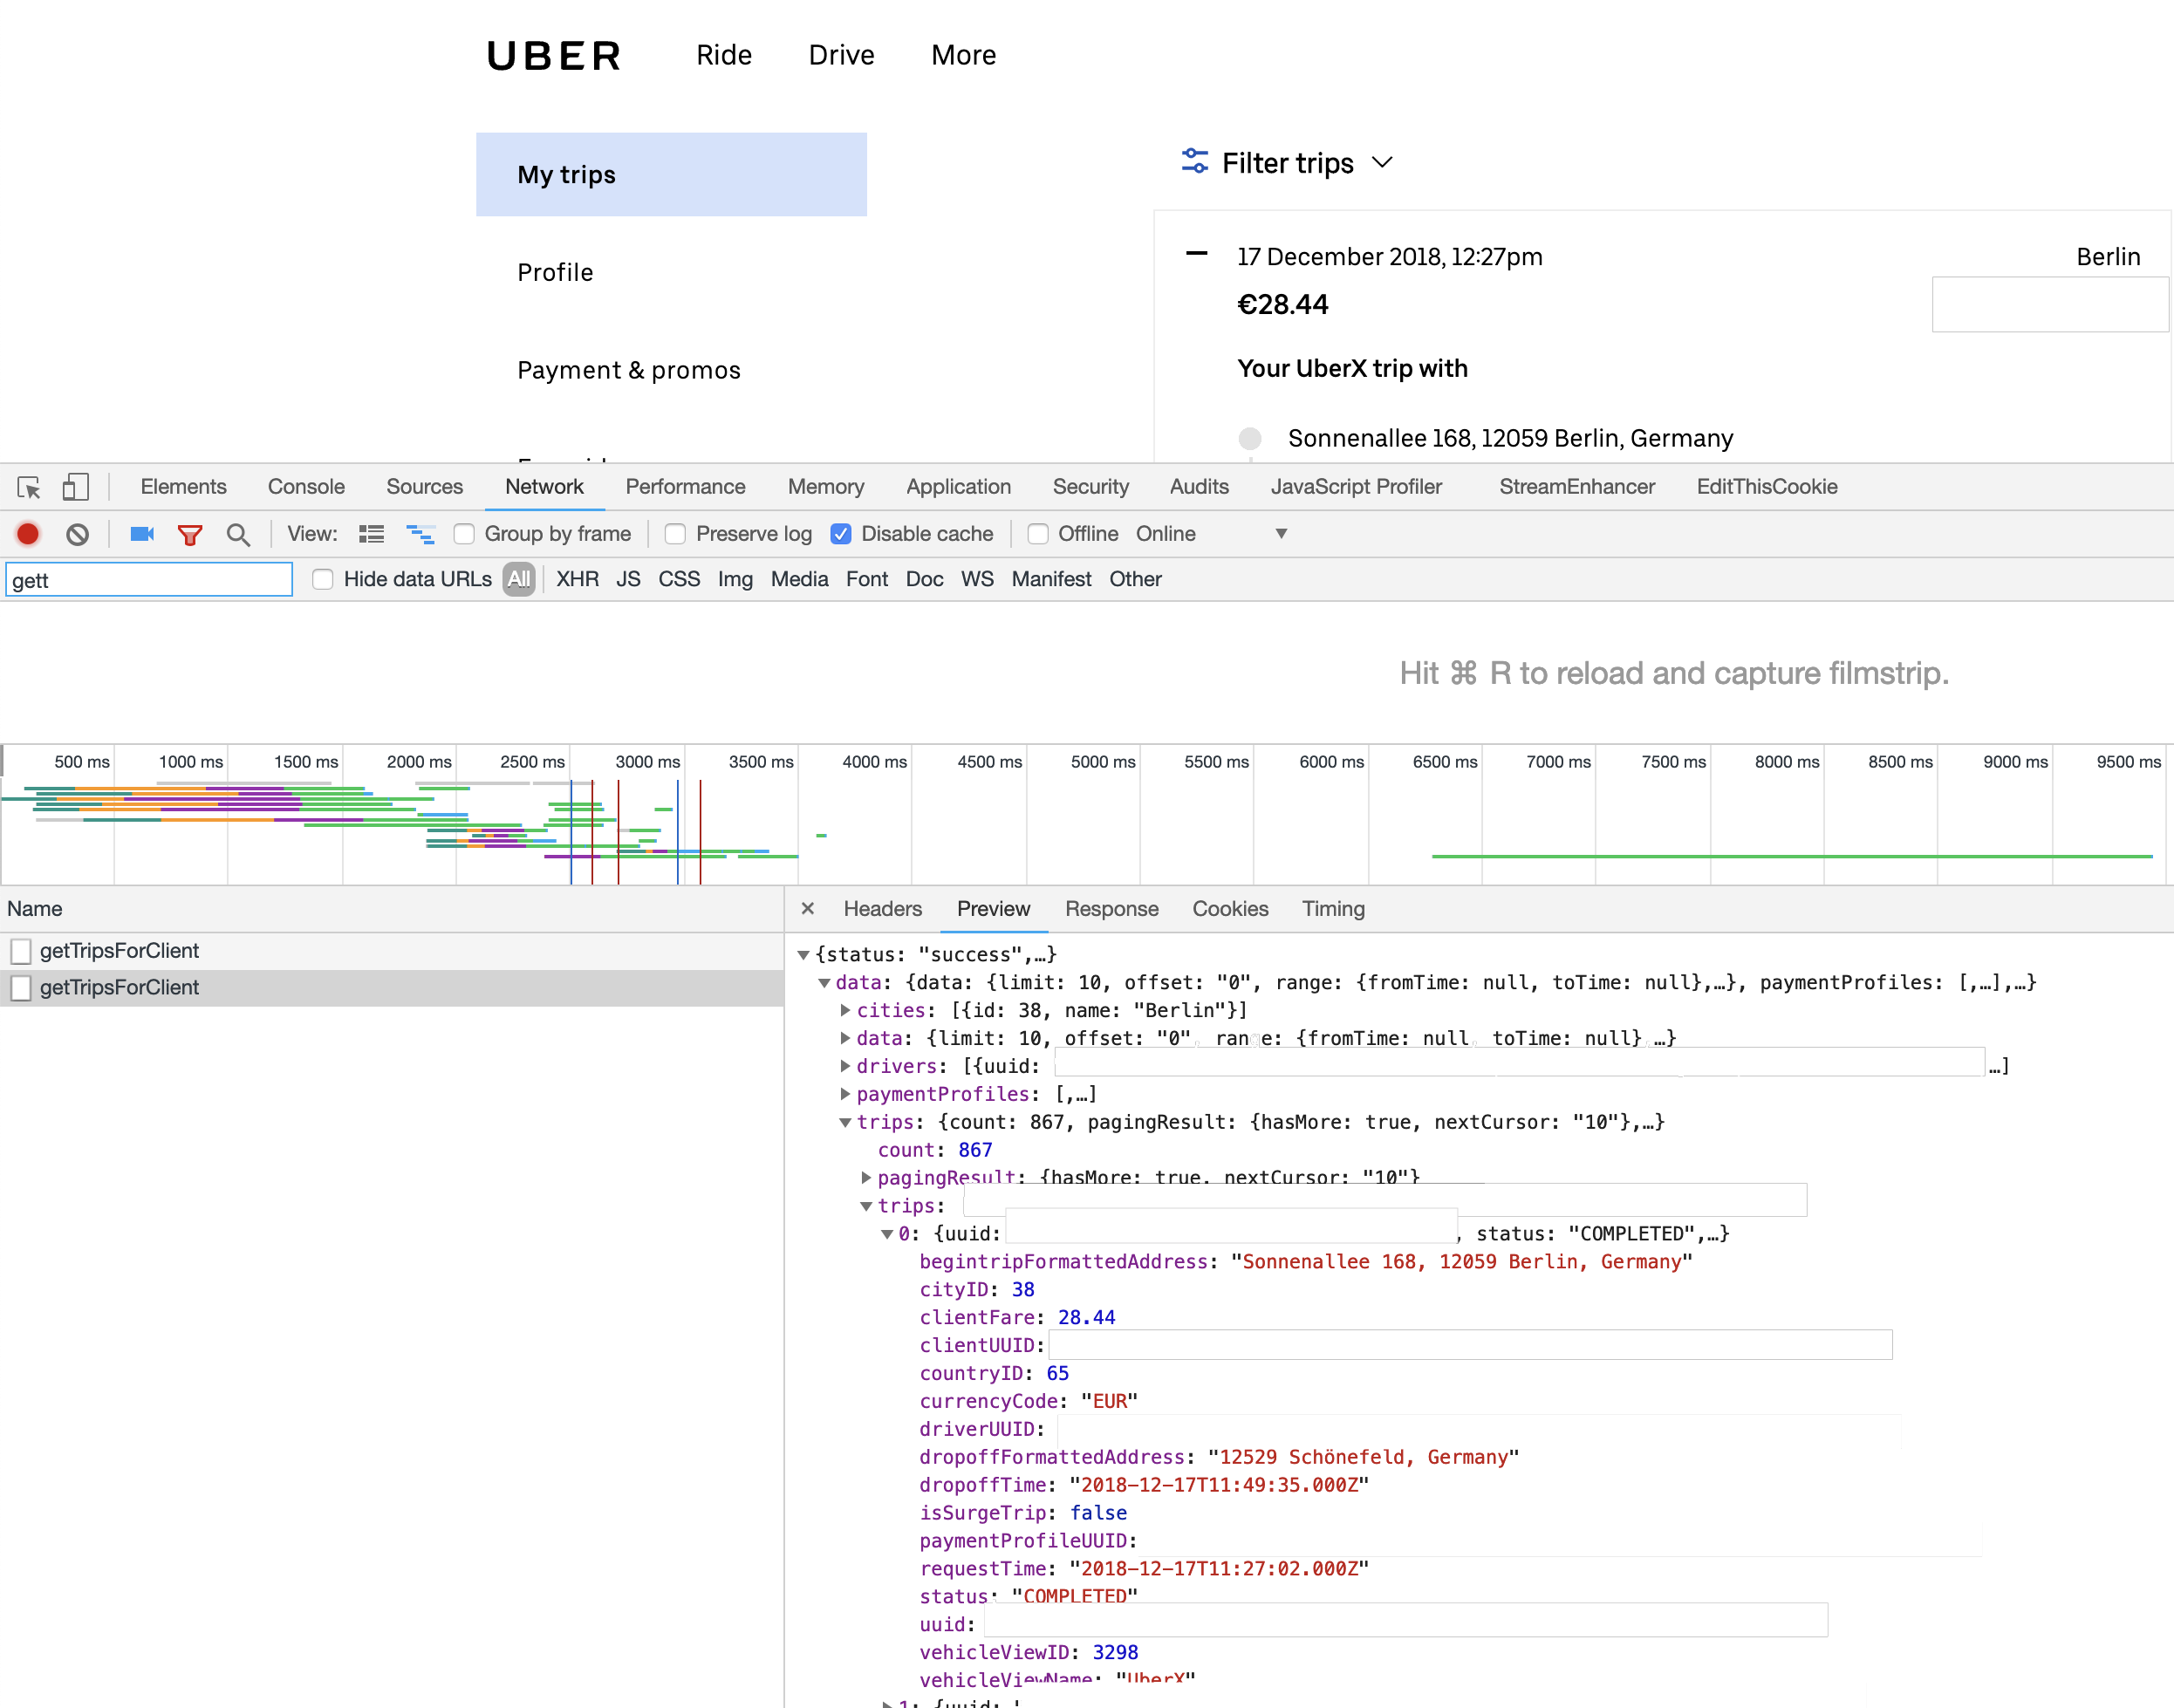 UBER Ride Drive More
My trips
Filter trips
17 December 2018, 12:27pm Berlin
Profile
€28.44
Payment & promos
Your UberX trip with
Sonnenallee 168, 12059 Berlin, Germany
Elements Console Sources Network Performance Memory Application Security Audits JavaScript Profiler StreamEnhancer EditThisCookie
View: Group by frame Preserve log Disable cache Offline Online
gett Hide data URLs All XHR JS CSS Img Media Font Doc WS Manifest Other
Hit ⌘ R to reload and capture filmstrip.
500 ms 1000 ms 1500 ms 2000 ms 2500 ms 3000 ms 3500 ms 4000 ms 4500 ms 5000 ms 5500 ms 6000 ms 6500 ms 7000 ms 7500 ms 8000 ms 8500 ms 9000 ms 9500 ms
Name
getTripsForClient
getTripsForClient
× Headers Preview Response Cookies Timing
{status: "success",…}
data: {data: {limit: 10, offset: "0", range: {fromTime: null, toTime: null},…}, paymentProfiles: [,…],…}
cities: [{id: 38, name: "Berlin"}]
data: {limit: 10, offset: "0", range: {fromTime: null, toTime: null},…}
drivers: [{uuid: …]
paymentProfiles: [,…]
trips: {count: 867, pagingResult: {hasMore: true, nextCursor: "10"},…}
count: 867
pagingResult: {hasMore: true, nextCursor: "10"}
trips:
0: {uuid: , status: "COMPLETED",…}
begintripFormattedAddress: "Sonnenallee 168, 12059 Berlin, Germany"
cityID: 38
clientFare: 28.44
clientUUID:
countryID: 65
currencyCode: "EUR"
driverUUID:
dropoffFormattedAddress: "12529 Schönefeld, Germany"
dropoffTime: "2018-12-17T11:49:35.000Z"
isSurgeTrip: false
paymentProfileUUID:
requestTime: "2018-12-17T11:27:02.000Z"
status: "COMPLETED"
uuid:
vehicleViewID: 3298
vehicleViewName: "UberX"
1: {uuid: '